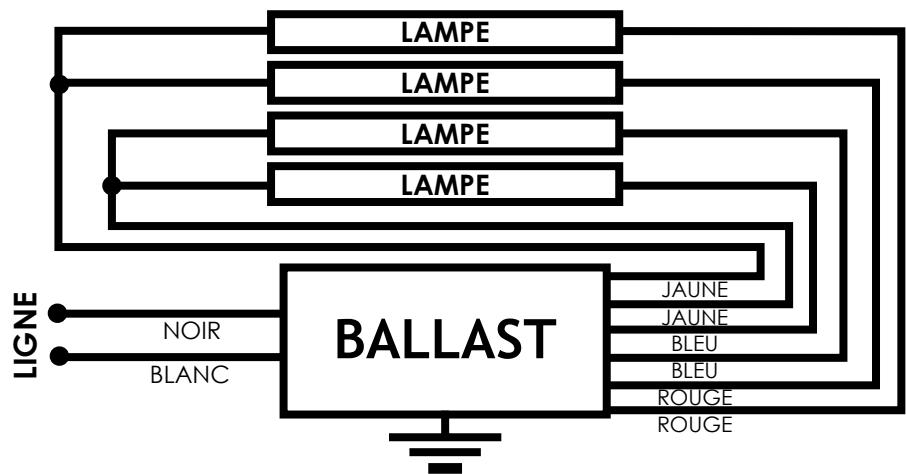 LAMPE
LAMPE
LAMPE
LAMPE
LIGNE
NOIR
BLANC
BALLAST
JAUNE
JAUNE
BLEU
BLEU
ROUGE
ROUGE